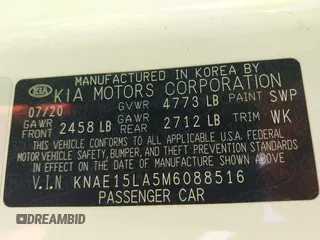 MANUFACTURED IN KOREA BY
KIA KIA MOTORS CORPORATION
07/20 GVWR 4773 LB PAINT SWP
GAWR FRONT 2458 LB GAWR REAR 2712 LB TRIM WK
THIS VEHICLE CONFORMS TO ALL APPLICABLE U.S.A. FEDERAL
MOTOR VEHICLE SAFETY, BUMPER, AND THEFT PREVENTION STANDARDS
IN EFFECT ON THE DATE OF MANUFACTURE SHOWN ABOVE.
V.I.N KNAE15LA5M6088516
PASSENGER CAR
DREAMBID